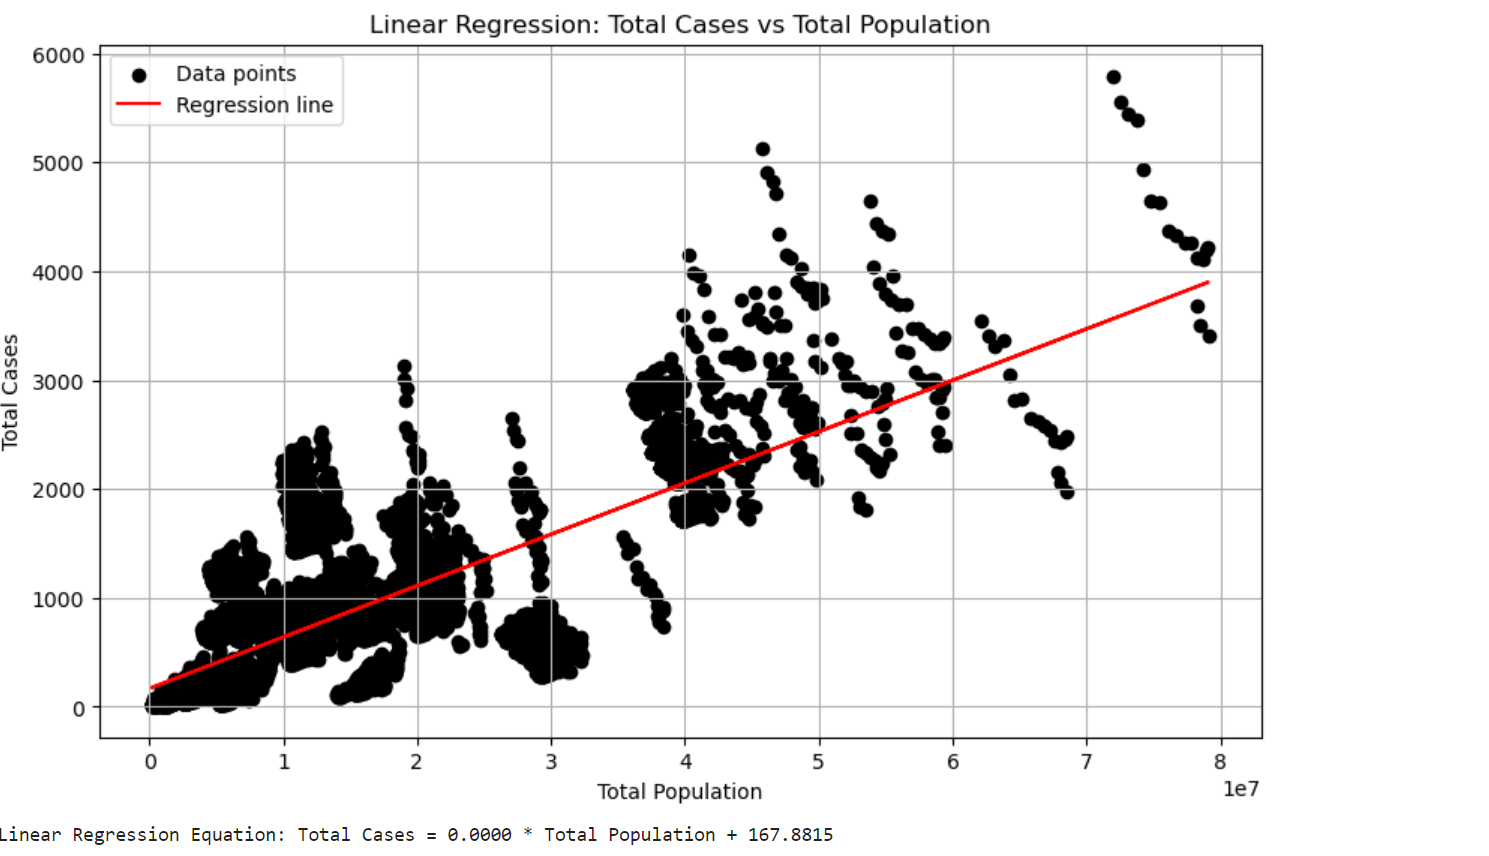 Linear Regression: Total Cases vs Total Population
Data points
Regression line
6000
5000
4000
3000
2000
1000
0
Total Cases
0 1 2 3 4 5 6 7 8
1e7
Total Population
Linear Regression Equation: Total Cases = 0.0000 * Total Population + 167.8815